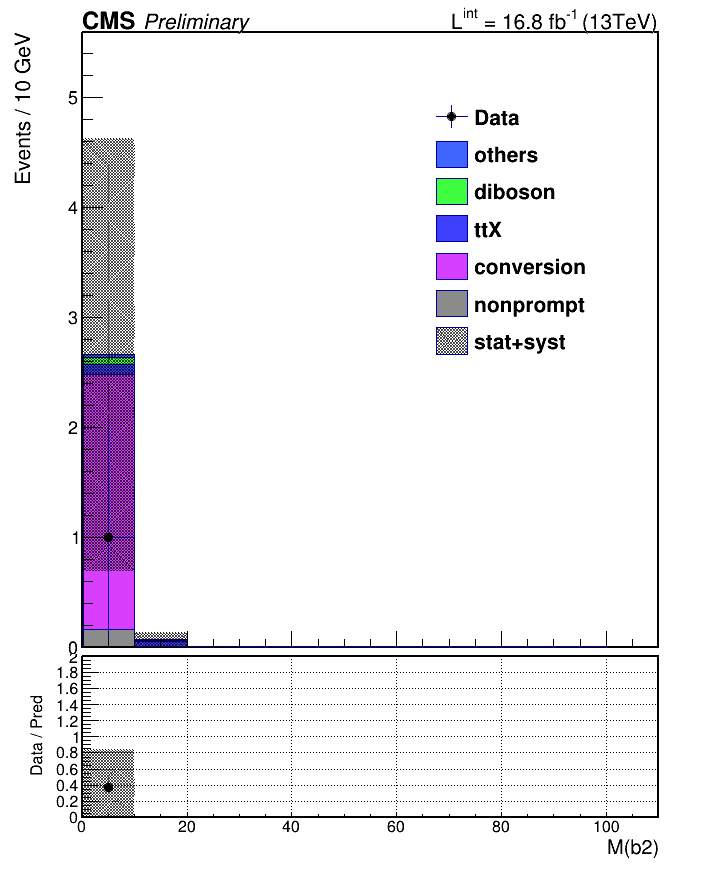 CMS Preliminary L^int = 16.8 fb^-1 (13TeV)
Events / 10 GeV
5
4
3
2
1
0
Data
others
diboson
ttX
conversion
nonprompt
stat+syst
Data / Pred
2
1.8
1.6
1.4
1.2
1
0.8
0.6
0.4
0.2
0
0 20 40 60 80 100
M(b2)